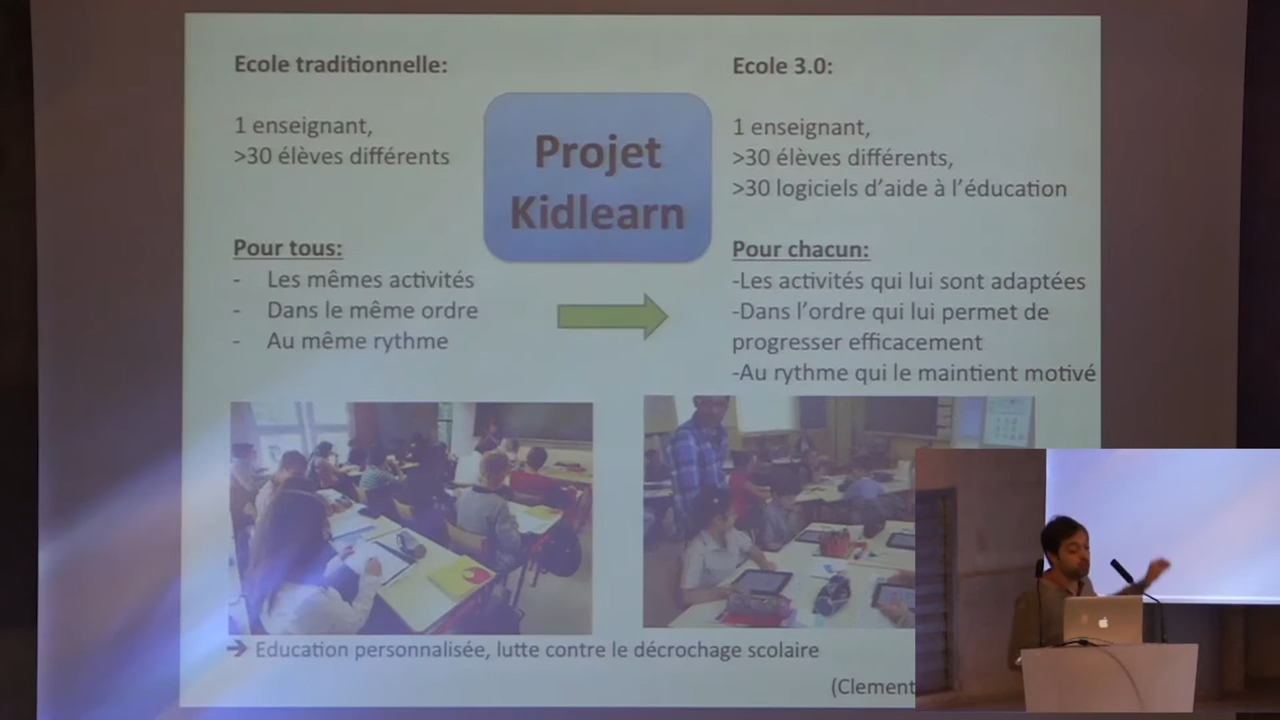 Ecole traditionnelle:
1 enseignant,
>30 élèves différents
Pour tous:
- Les mêmes activités
- Dans le même ordre
- Au même rythme
Projet
Kidlearn
Ecole 3.0:
1 enseignant,
>30 élèves différents,
>30 logiciels d’aide à l’éducation
Pour chacun:
-Les activités qui lui sont adaptées
-Dans l’ordre qui lui permet de
progresser efficacement
-Au rythme qui le maintient motivé
➔ Education personnalisée, lutte contre le décrochage scolaire
(Clement